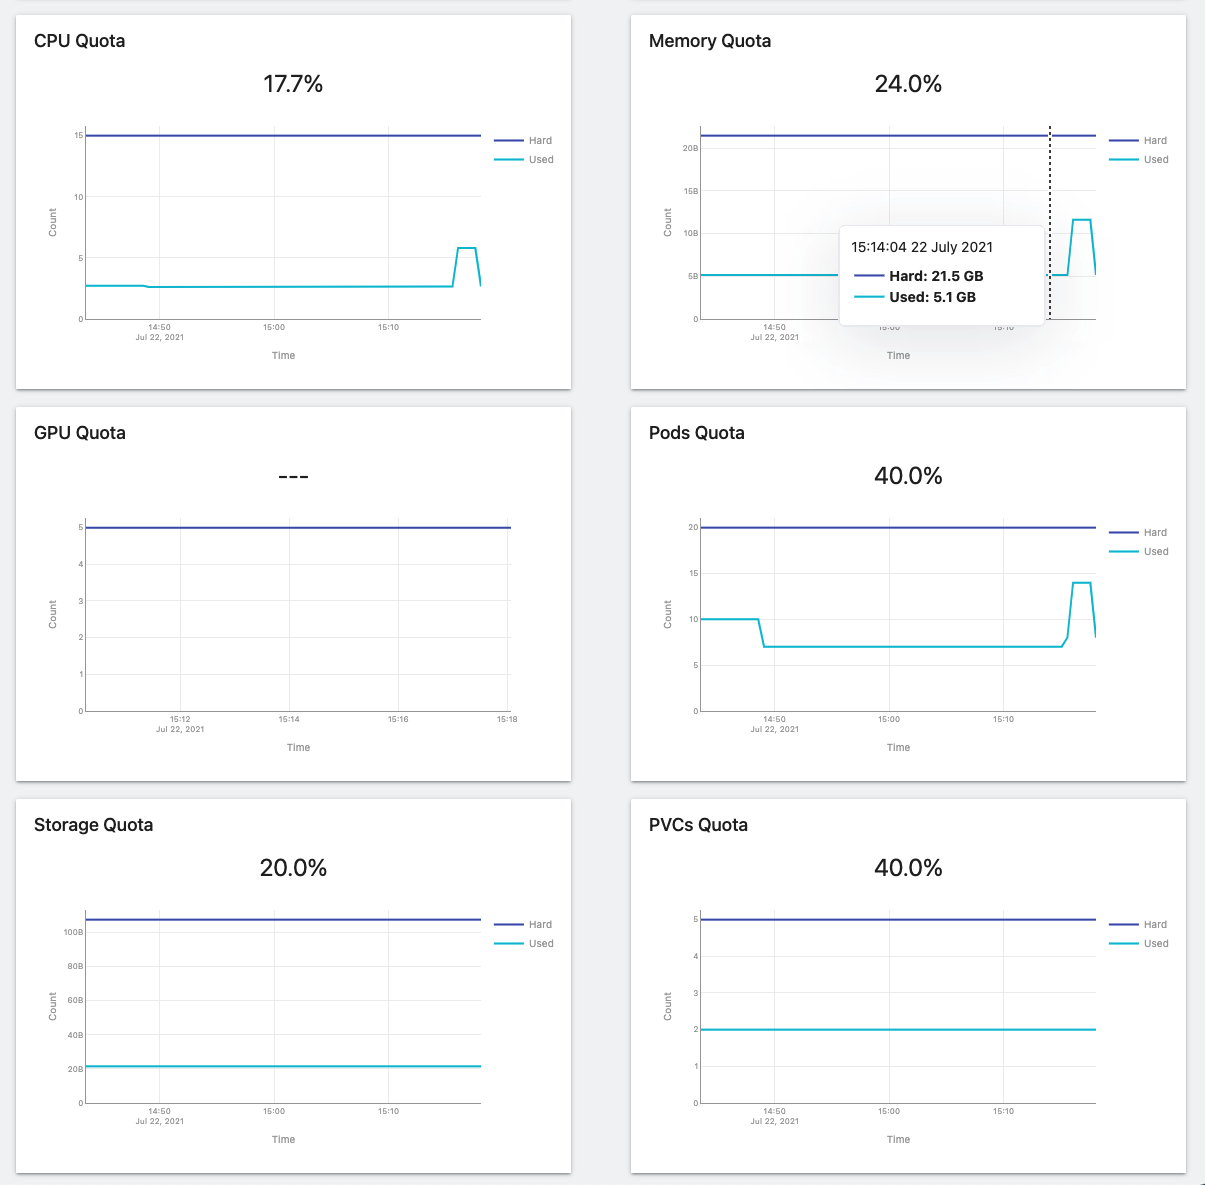 CPU Quota
17.7%
15
10
5
0
Count
14:50
Jul 22, 2021
15:00
15:10
Time
Hard
Used
Memory Quota
24.0%
20B
15B
10B
5B
0
Count
14:50
Jul 22, 2021
15:00
15:10
Time
Hard
Used
15:14:04 22 July 2021
Hard: 21.5 GB
Used: 5.1 GB
GPU Quota
---
5
4
3
2
1
0
Count
15:12
Jul 22, 2021
15:14
15:16
15:18
Time
Pods Quota
40.0%
20
15
10
5
0
Count
14:50
Jul 22, 2021
15:00
15:10
Time
Hard
Used
Storage Quota
20.0%
100B
80B
60B
40B
20B
0
Count
14:50
Jul 22, 2021
15:00
15:10
Time
Hard
Used
PVCs Quota
40.0%
5
4
3
2
1
0
Count
14:50
Jul 22, 2021
15:00
15:10
Time
Hard
Used